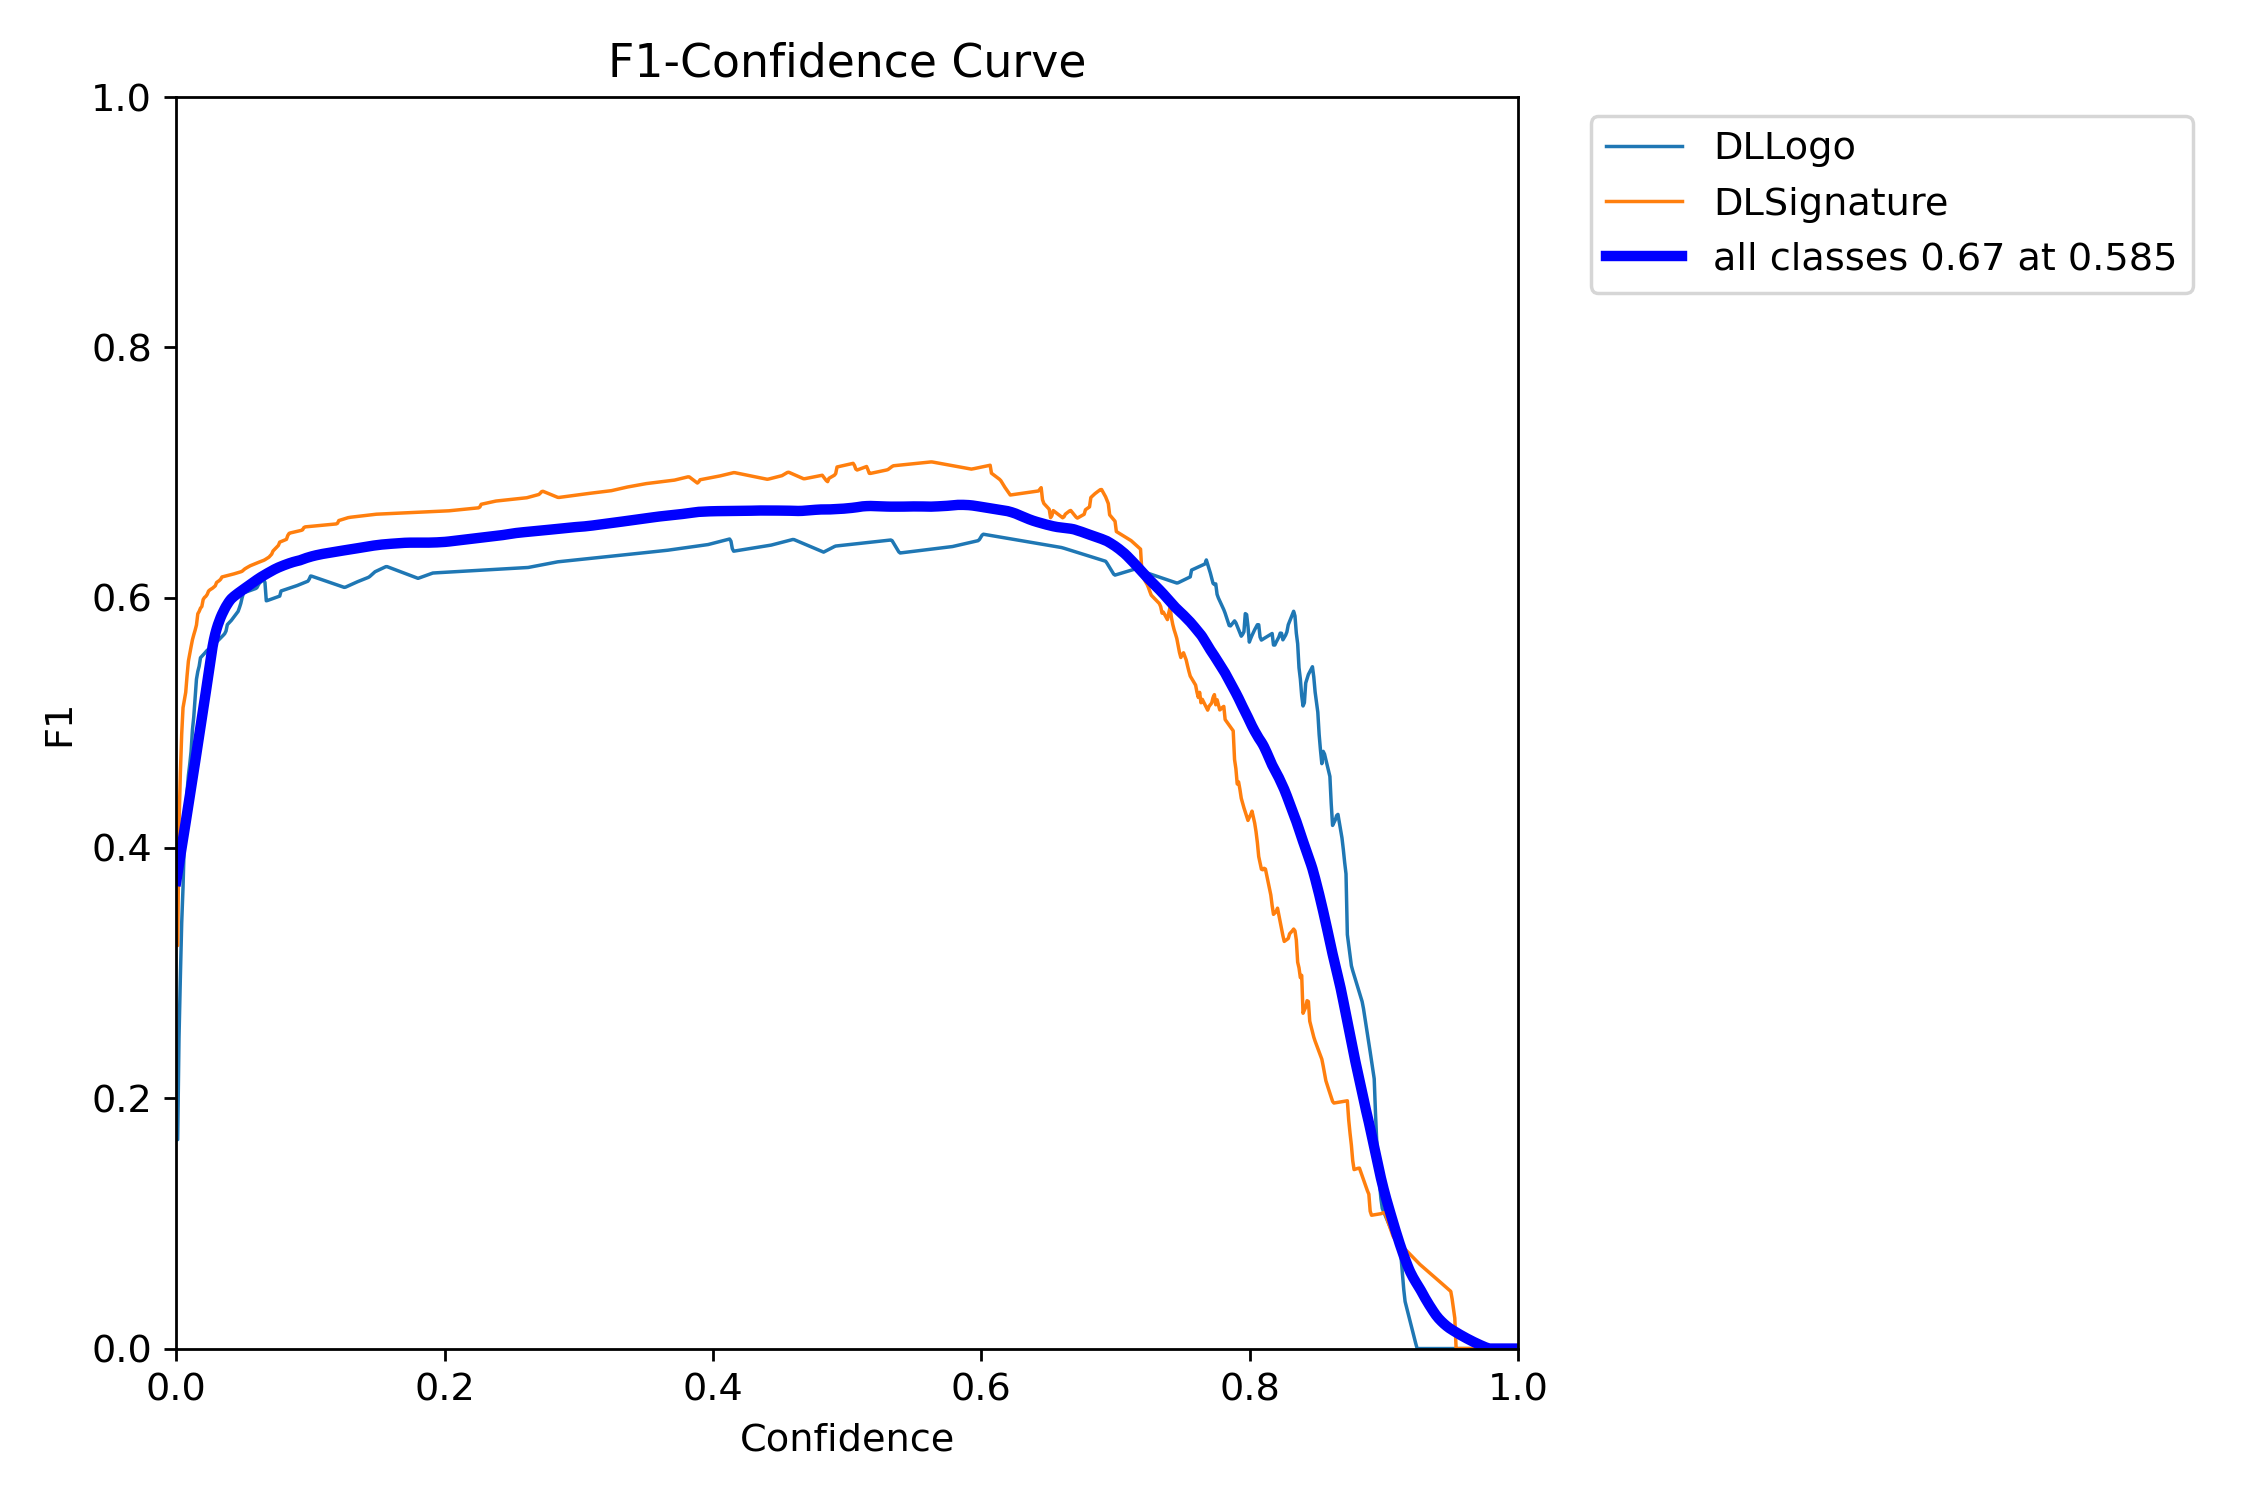 F1-Confidence Curve
DLLogo
DLSignature
all classes 0.67 at 0.585
1.0
0.8
0.6
0.4
0.2
0.0
F1
0.0 0.2 0.4 0.6 0.8 1.0
Confidence